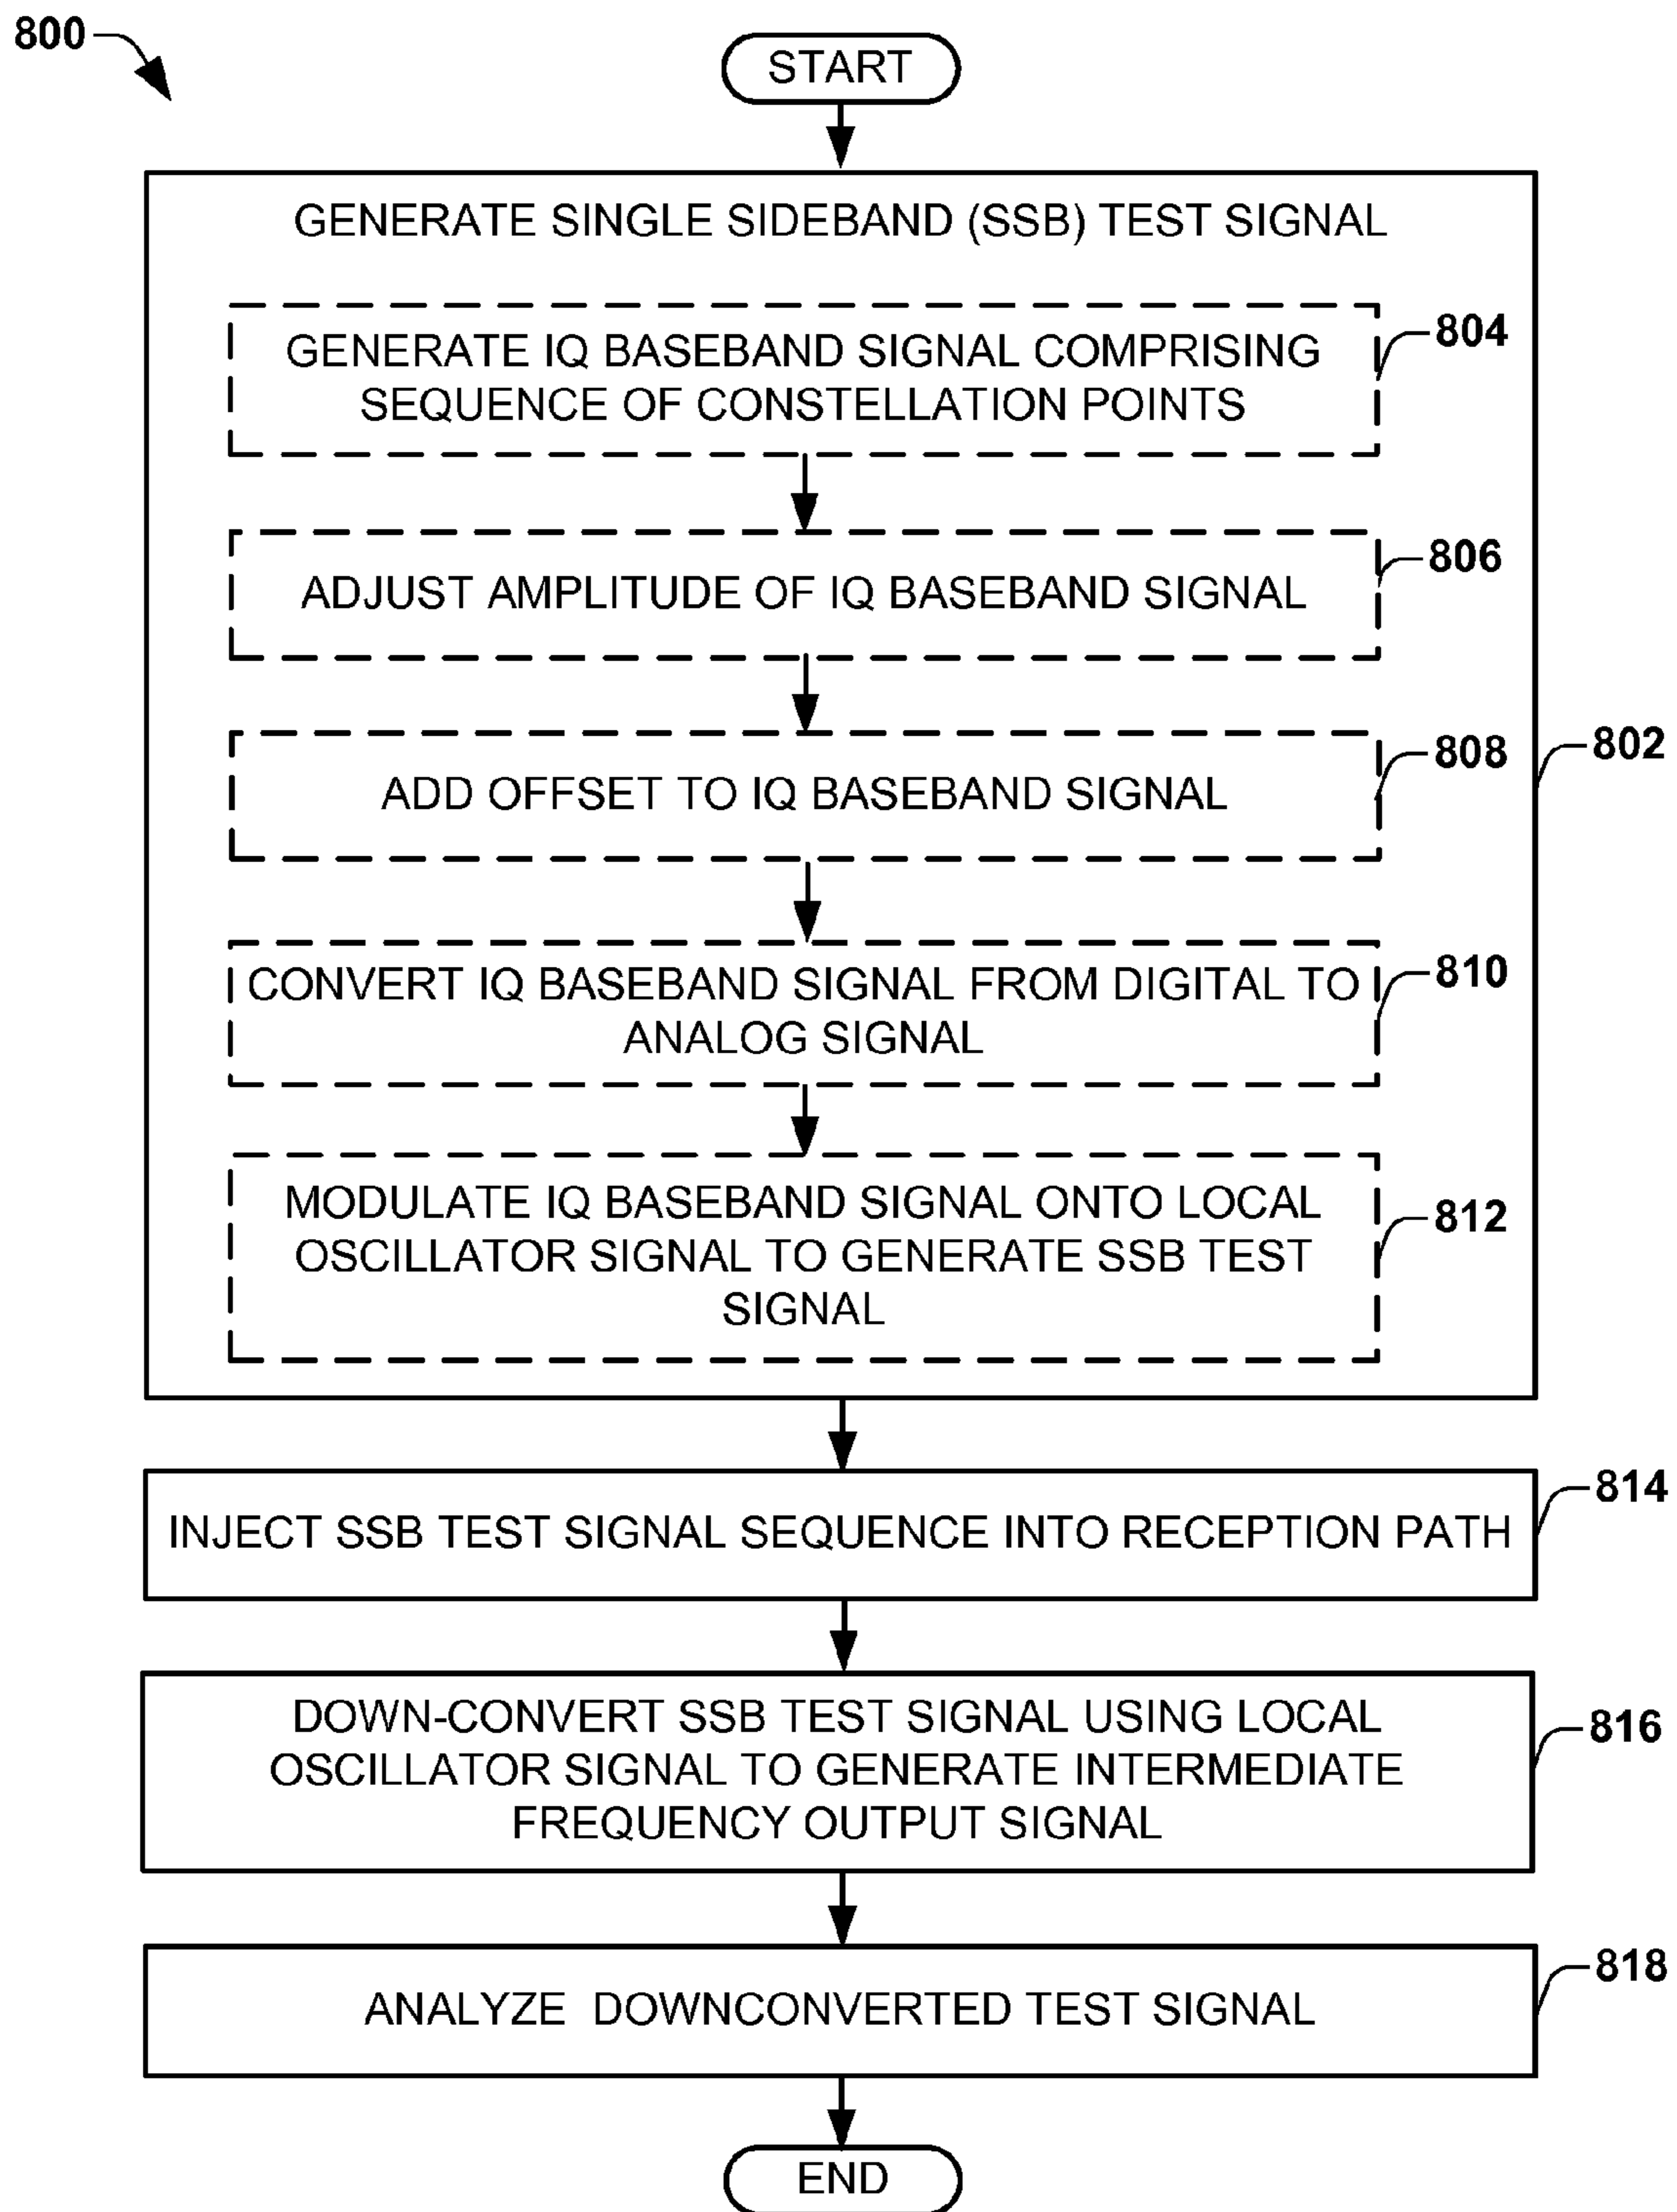 800
START
GENERATE SINGLE SIDEBAND (SSB) TEST SIGNAL
GENERATE IQ BASEBAND SIGNAL COMPRISING
SEQUENCE OF CONSTELLATION POINTS
804
ADJUST AMPLITUDE OF IQ BASEBAND SIGNAL
806
ADD OFFSET TO IQ BASEBAND SIGNAL
808
802
CONVERT IQ BASEBAND SIGNAL FROM DIGITAL TO
ANALOG SIGNAL
810
MODULATE IQ BASEBAND SIGNAL ONTO LOCAL
OSCILLATOR SIGNAL TO GENERATE SSB TEST
SIGNAL
812
INJECT SSB TEST SIGNAL SEQUENCE INTO RECEPTION PATH
814
DOWN-CONVERT SSB TEST SIGNAL USING LOCAL
OSCILLATOR SIGNAL TO GENERATE INTERMEDIATE
FREQUENCY OUTPUT SIGNAL
816
ANALYZE DOWNCONVERTED TEST SIGNAL
818
END